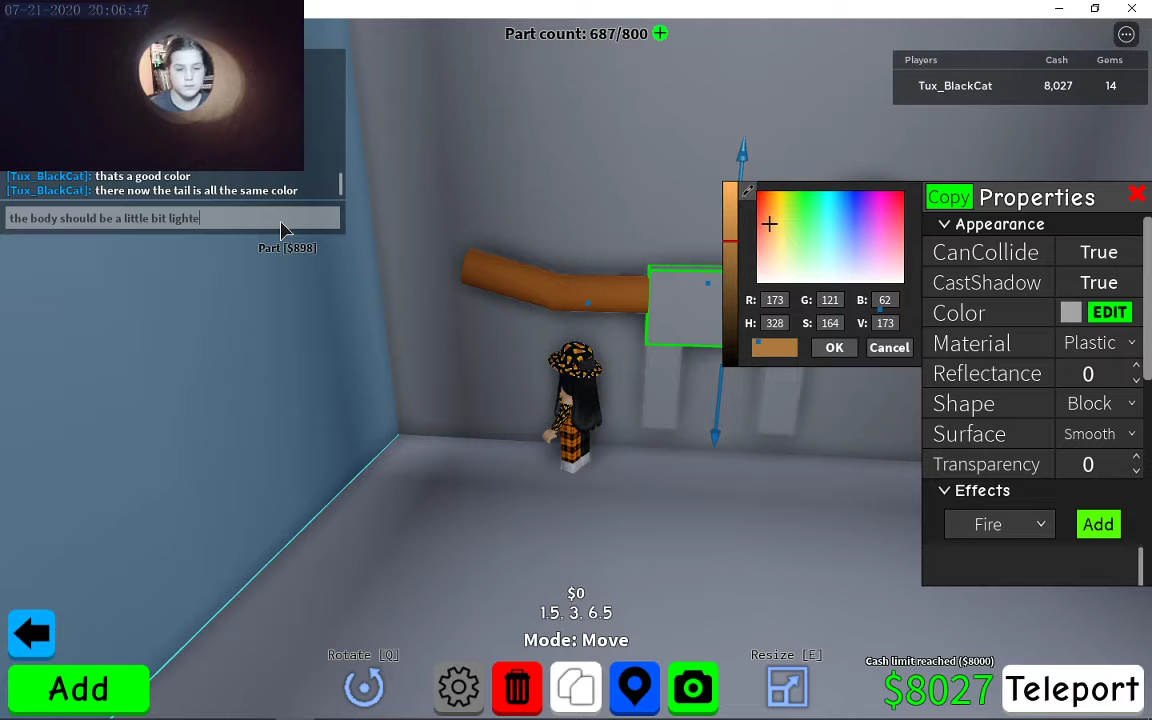 07-21-2020 20:06:47
Part count: 687/800 +
Players Cash Gems
Tux_BlackCat 8,027 14
[Tux_BlackCat]: thats a good color
[Tux_BlackCat]: there now the tail is all the same color
the body should be a little bit lighte
Part [$898]
Copy Properties
Appearance
CanCollide True
CastShadow True
Color EDIT
Material Plastic
Reflectance 0
Shape Block
Surface Smooth
Transparency 0
Effects
Fire Add
R: 173 G: 121 B: 62
H: 328 S: 164 V: 173
OK Cancel
$0
1.5, 3, 6.5
Mode: Move
Rotate [Q]
Resize [E]
Cash limit reached ($8000)
$8027
Add
Teleport